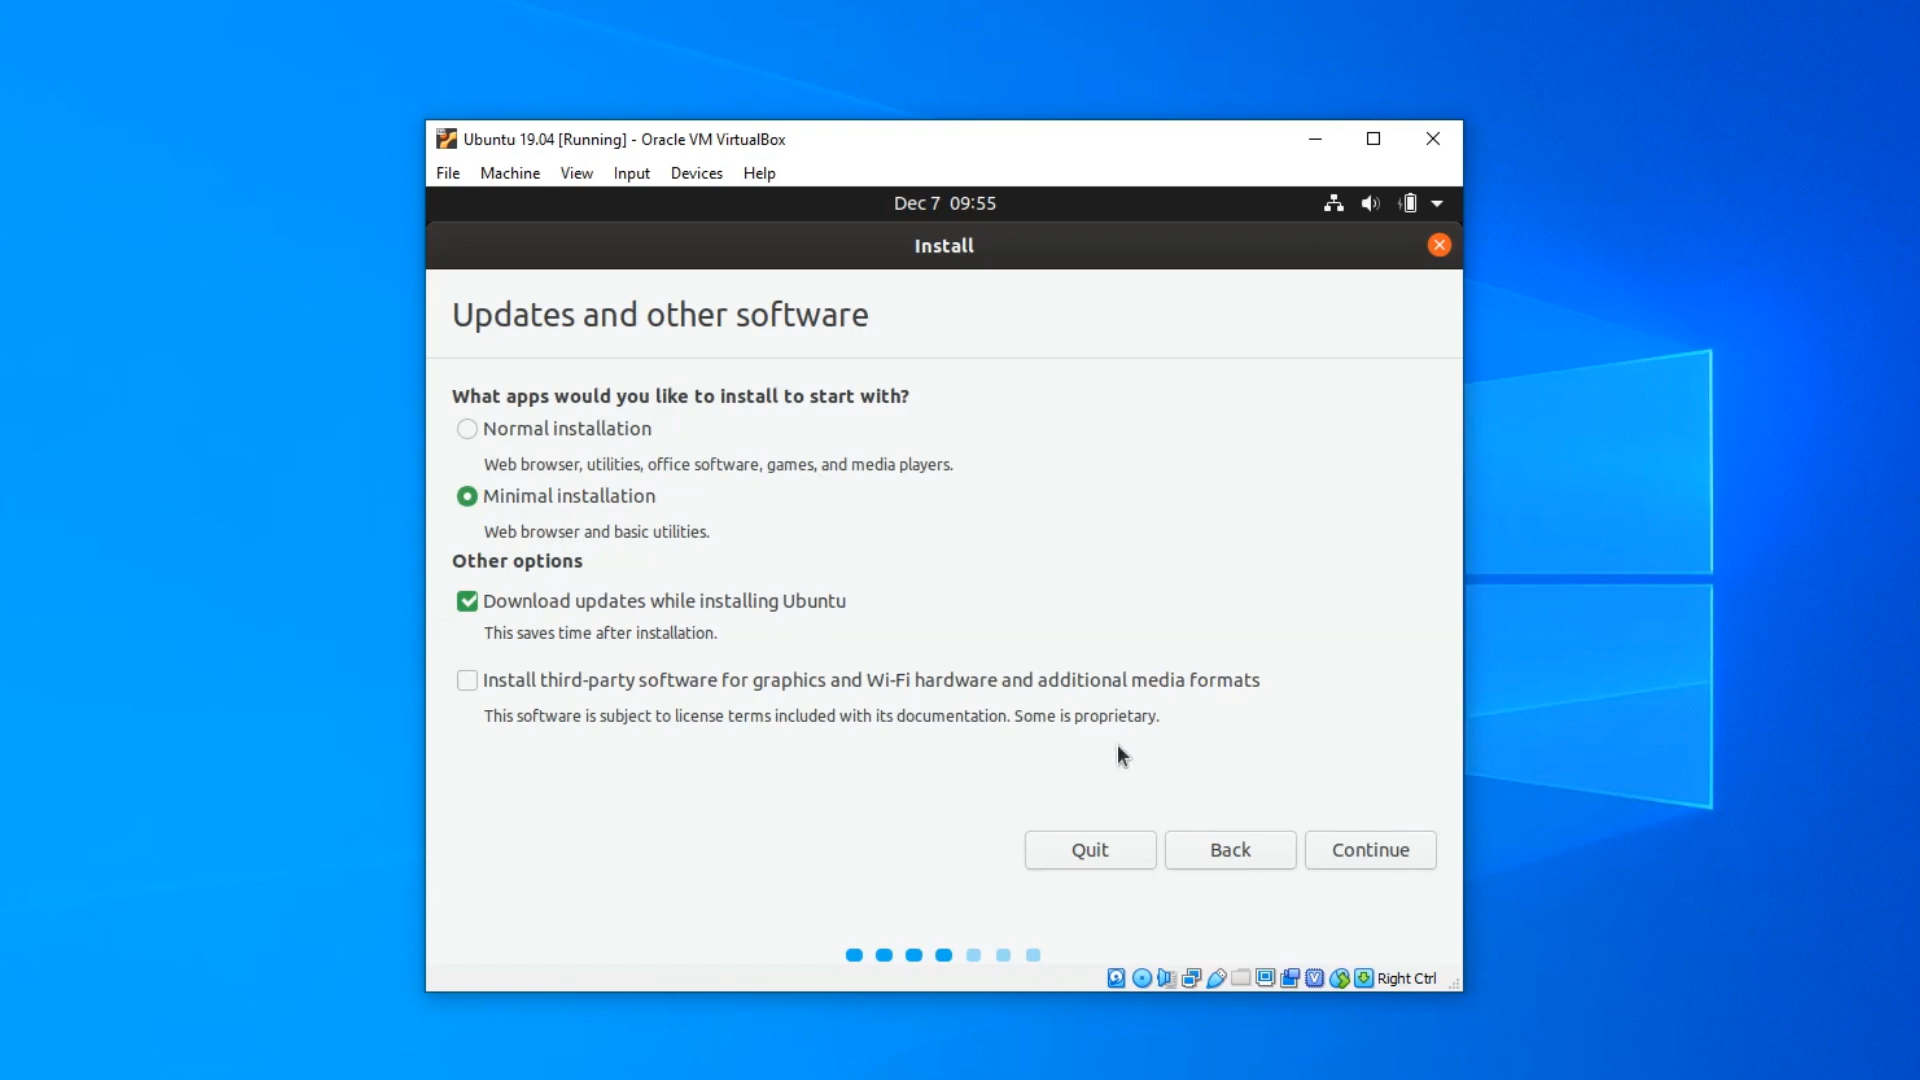 Ubuntu 19.04 [Running] - Oracle VM VirtualBox
File Machine View Input Devices Help
Dec 7 09:55
Install
Updates and other software
What apps would you like to install to start with?
Normal installation
Web browser, utilities, office software, games, and media players.
Minimal installation
Web browser and basic utilities.
Other options
Download updates while installing Ubuntu
This saves time after installation.
Install third-party software for graphics and Wi-Fi hardware and additional media formats
This software is subject to license terms included with its documentation. Some is proprietary.
Quit Back Continue
Right Ctrl